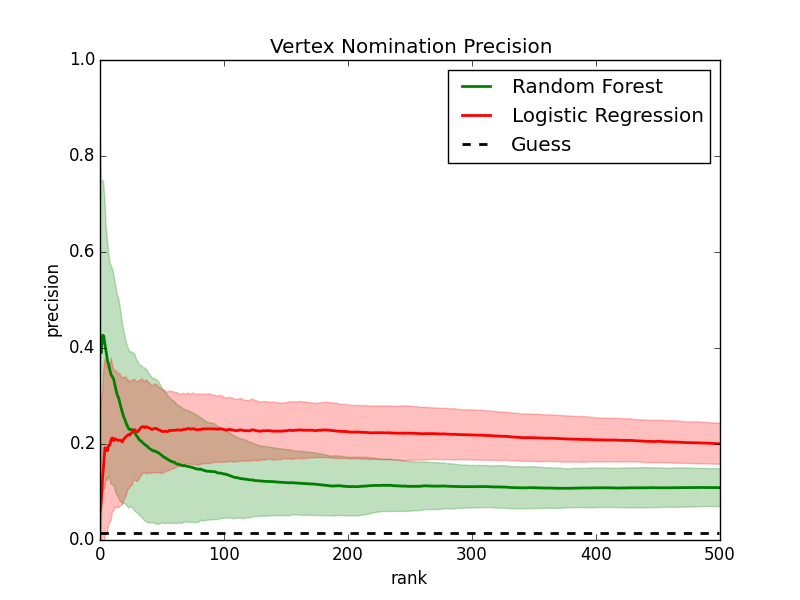 Vertex Nomination Precision
Random Forest
Logistic Regression
Guess
precision
1.0
0.8
0.6
0.4
0.2
0.0
0 100 200 300 400 500
rank